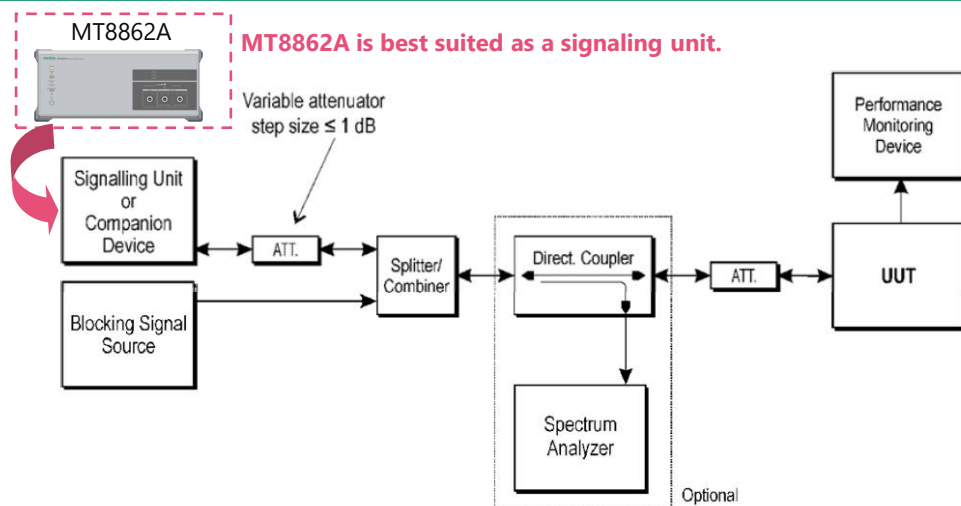 MT8862A
MT8862A is best suited as a signaling unit.
Variable attenuator
step size ≤ 1 dB
Performance
Monitoring
Device
Signalling Unit
or
Companion
Device
ATT.
Splitter/
Combiner
Direct. Coupler
ATT.
UUT
Blocking Signal
Source
Spectrum
Analyzer
Optional